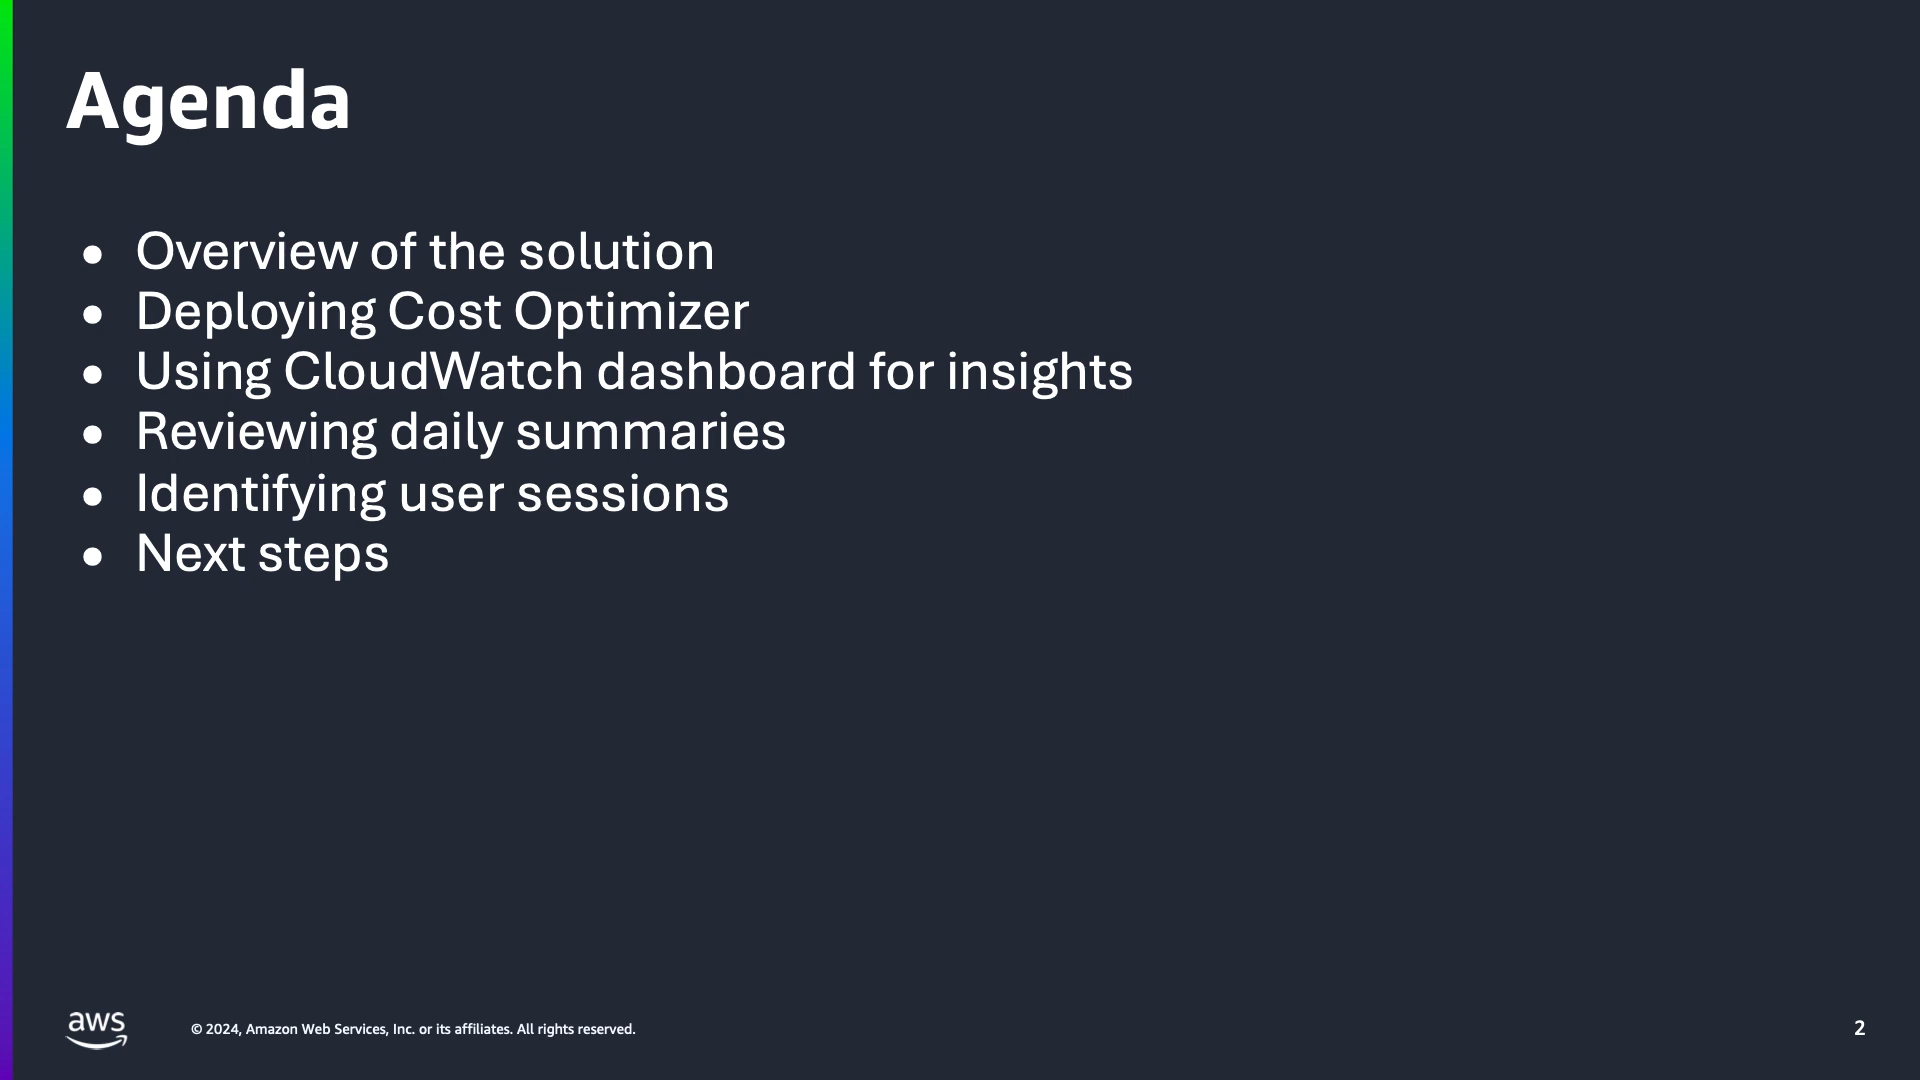 Agenda
• Overview of the solution
• Deploying Cost Optimizer
• Using CloudWatch dashboard for insights
• Reviewing daily summaries
• Identifying user sessions
• Next steps
aws
© 2024, Amazon Web Services, Inc. or its affiliates. All rights reserved.
2